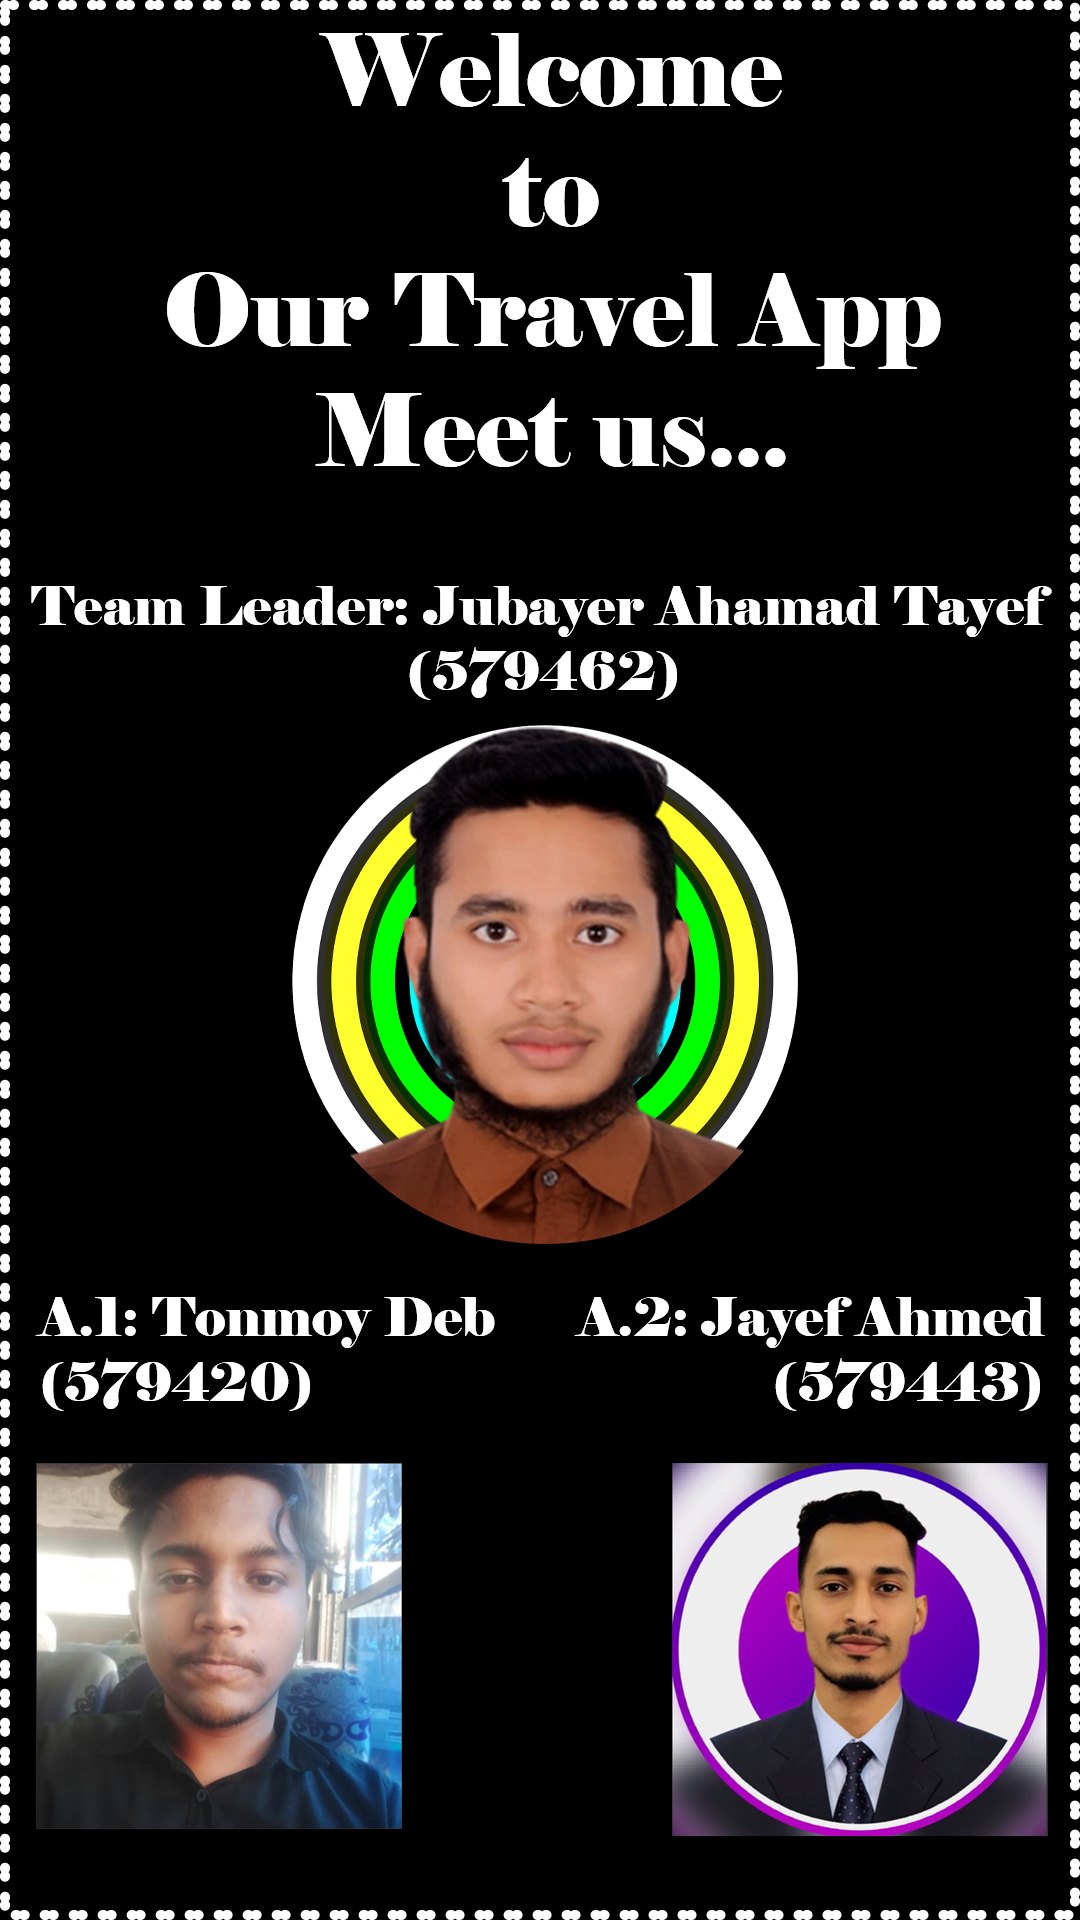 Welcome
to
Our Travel App
Meet us...
Team Leader: Jubayer Ahamad Tayef
(579462)
A.1: Tonmoy Deb
(579420)
A.2: Jayef Ahmed
(579443)